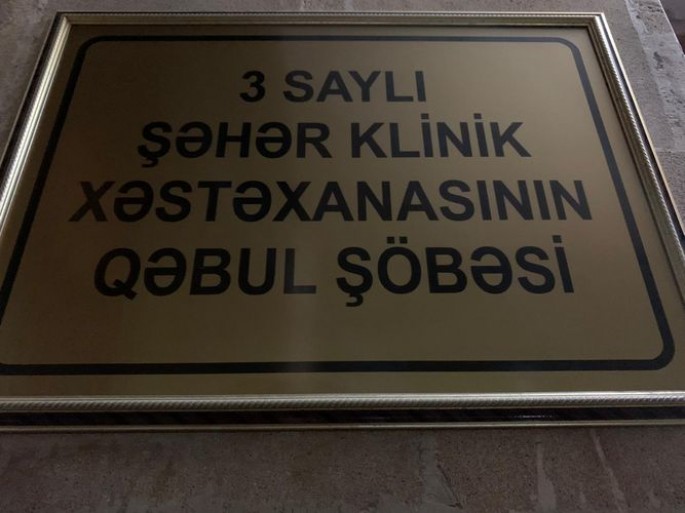 3 SAYLI
ŞƏHƏR KLİNİK
XƏSTƏXANASININ
QƏBUL ŞÖBƏSİ